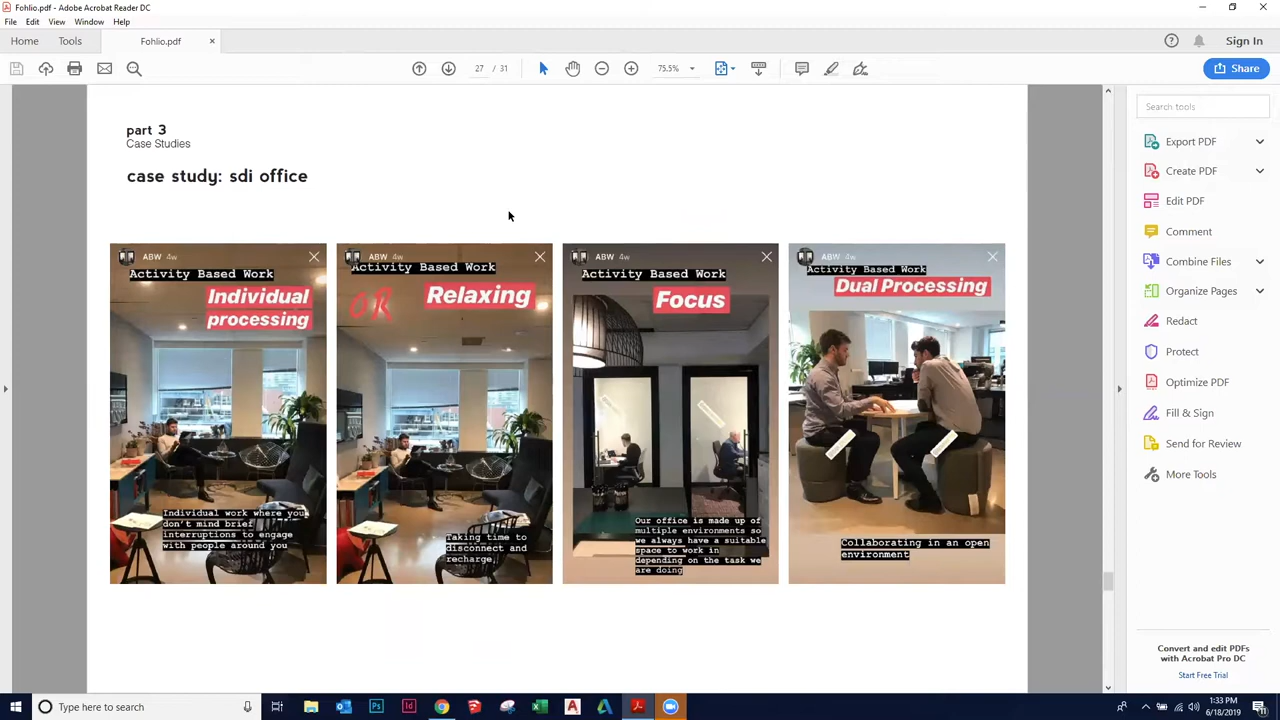 Fohlio.pdf - Adobe Acrobat Reader DC
File Edit View Window Help
Home Tools Fohlio.pdf × Sign In
27 / 31 75.5% Share
part 3
Case Studies
case study: sdi office
ABW 4w
Activity Based Work
Individual
processing
Individual work where you
don't mind brief
interruptions to engage
with people around you
ABW 4w
Activity Based Work
OR Relaxing
Taking time to
disconnect and
recharge,
ABW 4w
Activity Based Work
Focus
Our office is made up of
multiple environments so
we always have a suitable
space to work in
depending on the task we
are doing
ABW 4w
Activity Based Work
Dual Processing
Collaborating in an open
environment
Search tools
Export PDF
Create PDF
Edit PDF
Comment
Combine Files
Organize Pages
Redact
Protect
Optimize PDF
Fill & Sign
Send for Review
More Tools
Convert and edit PDFs
with Acrobat Pro DC
Start Free Trial
Type here to search
1:33 PM
6/18/2019